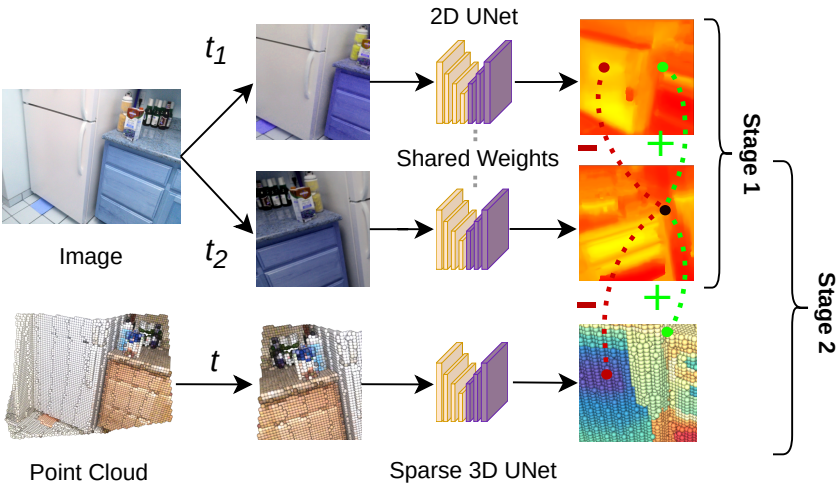 2D UNet
t1
Shared Weights
t2
Image
t
Point Cloud
Sparse 3D UNet
−
+
−
+
Stage 1
Stage 2